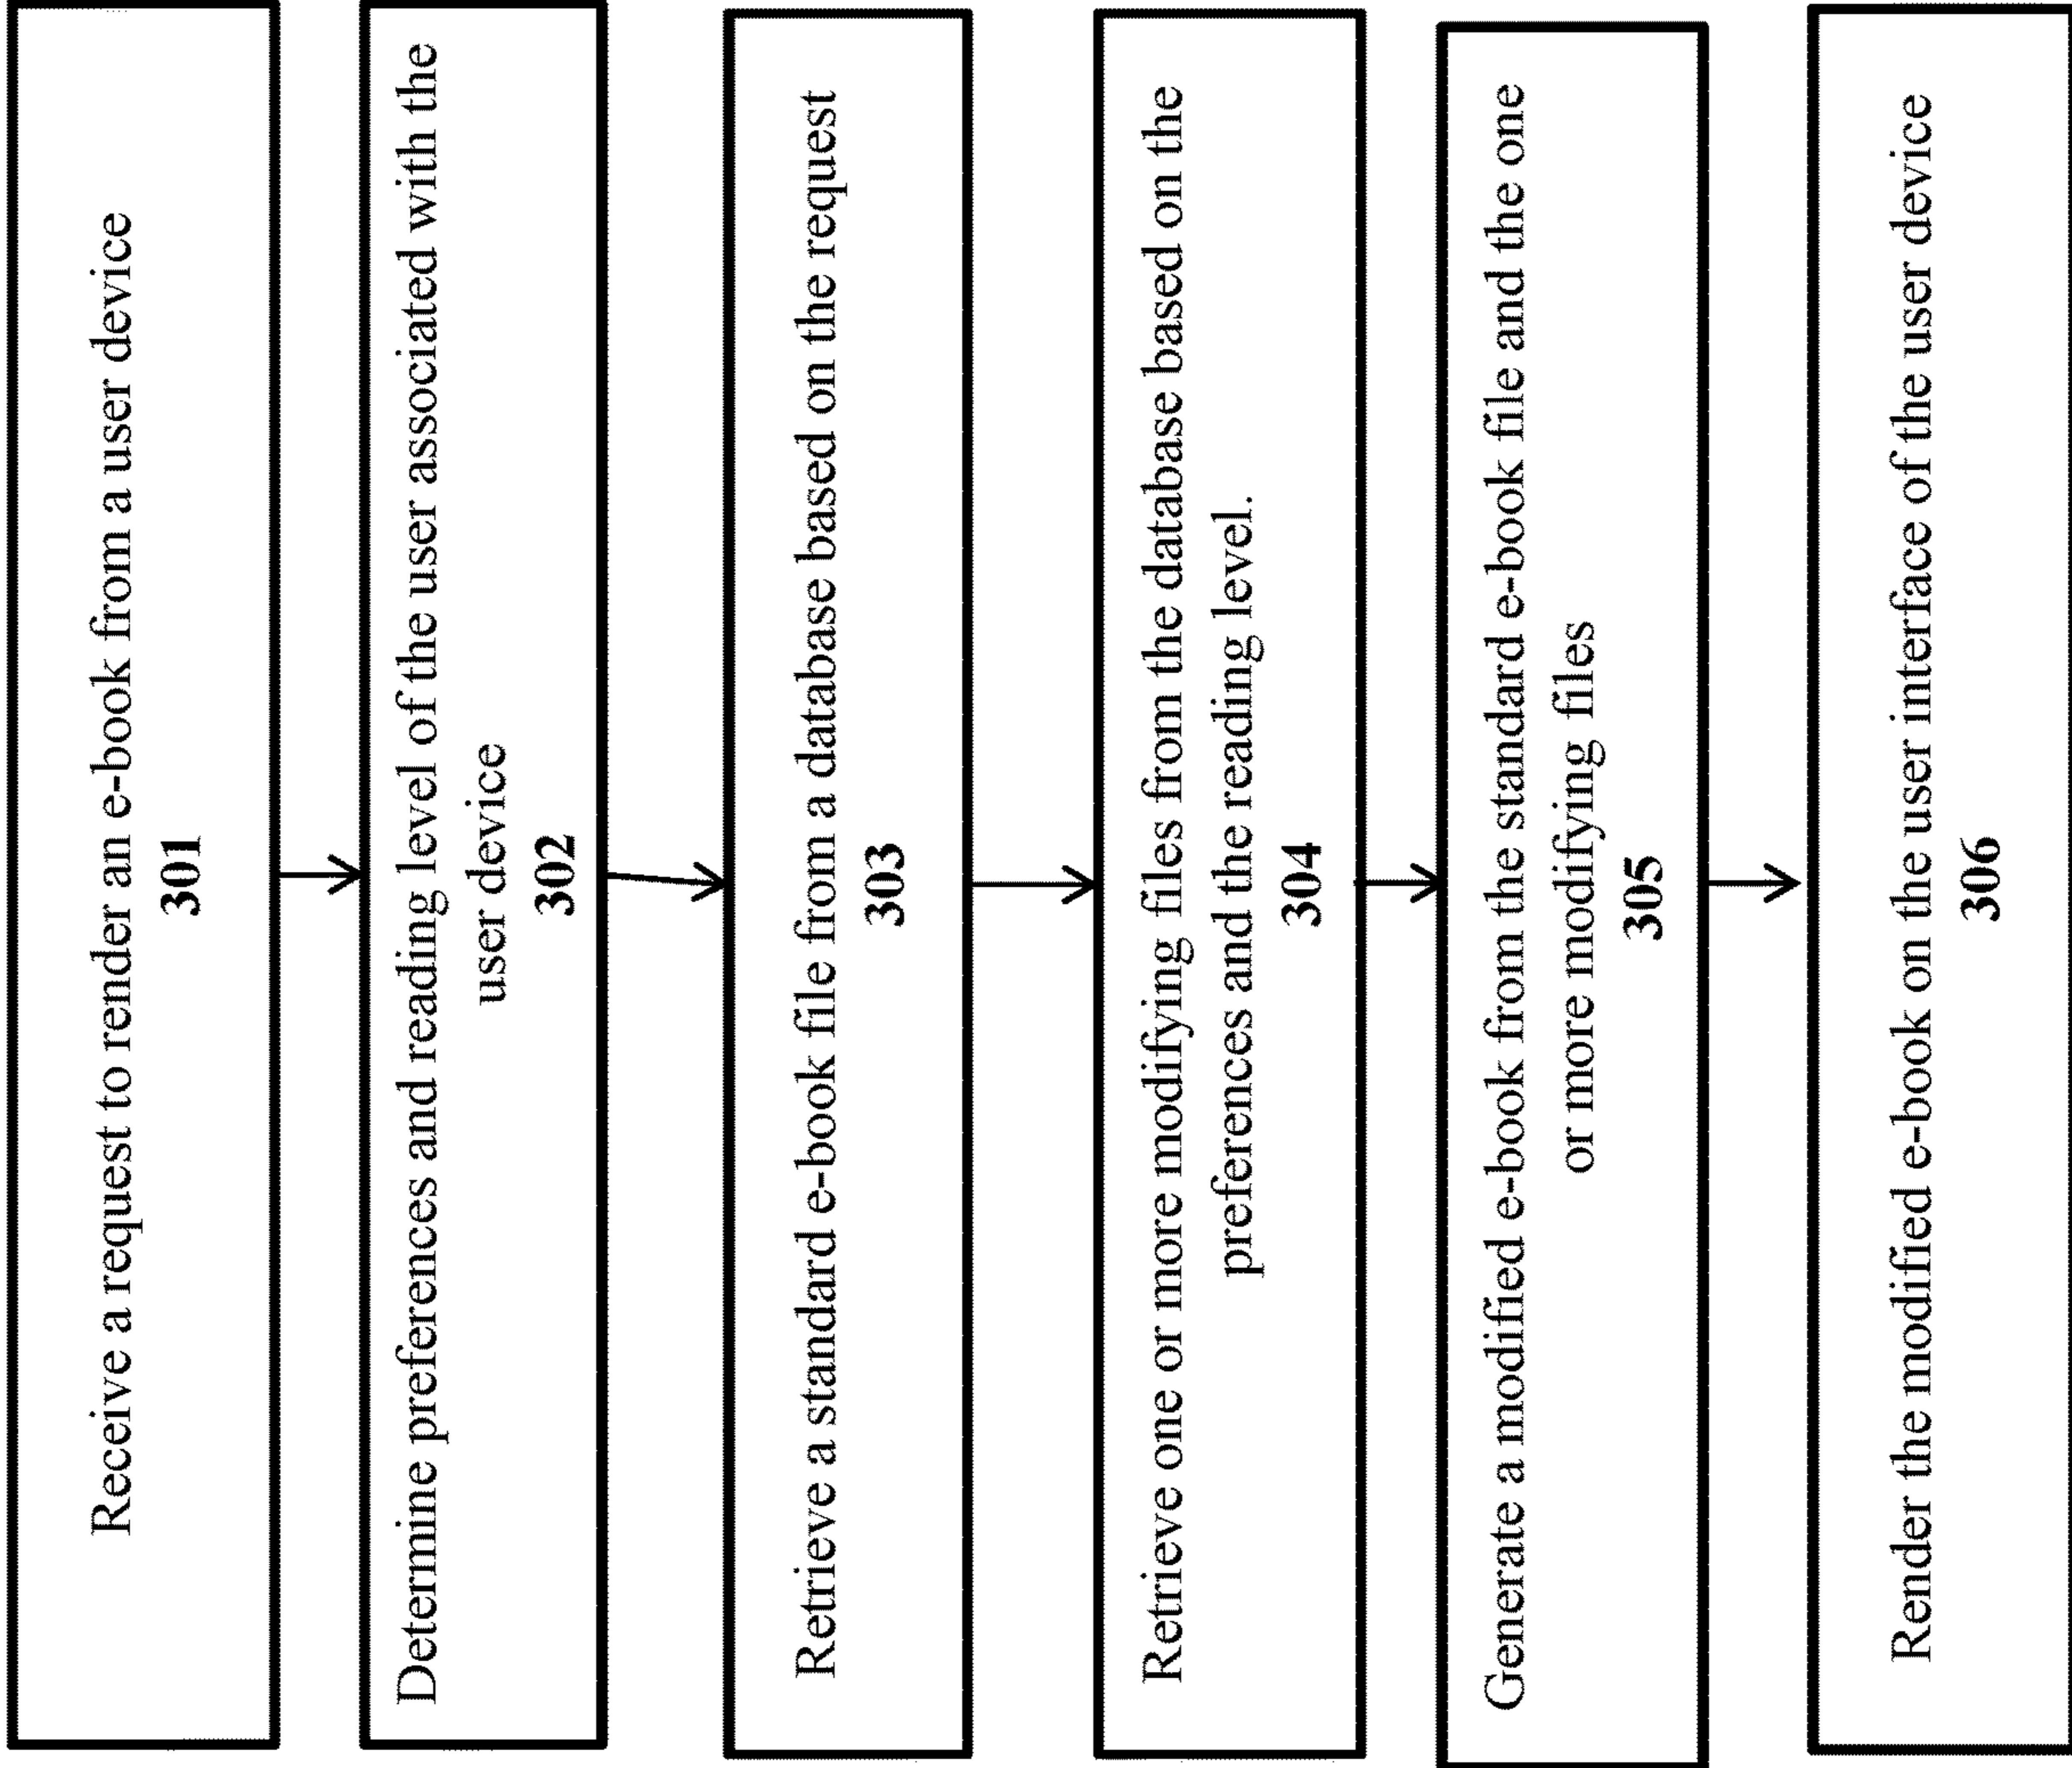 Receive a request to render an e-book from a user device
301
Determine preferences and reading level of the user associated with the
user device
302
Retrieve a standard e-book file from a database based on the request
303
Retrieve one or more modifying files from the database based on the
preferences and the reading level.
304
Generate a modified e-book from the standard e-book file and the one
or more modifying files
305
Render the modified e-book on the user interface of the user device
306